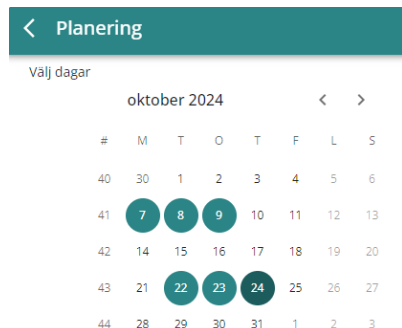 Planering
Välj dagar
oktober 2024
# M T O T F L S
40 30 1 2 3 4 5 6
41 7 8 9 10 11 12 13
42 14 15 16 17 18 19 20
43 21 22 23 24 25 26 27
44 28 29 30 31 1 2 3